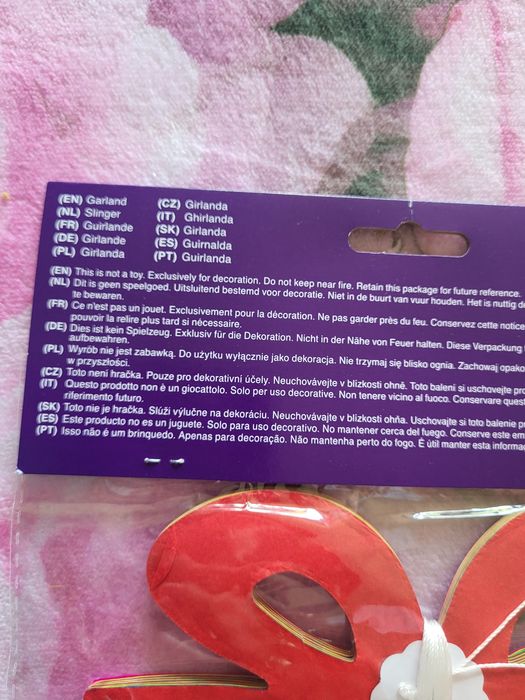 (EN) Garland
(NL) Slinger
(FR) Guirlande
(DE) Girlande
(PL) Girlanda
(CZ) Girlanda
(IT) Ghirlanda
(SK) Girlanda
(ES) Guirnalda
(PT) Guirlanda
(EN) This is not a toy. Exclusively for decoration. Do not keep near fire. Retain this package for future reference.
(NL) Dit is geen speelgoed. Uitsluitend bestemd voor decoratie. Niet in de buurt van vuur houden. Het is nuttig de
te bewaren.
(FR) Ce n'est pas un jouet. Exclusivement pour la décoration. Ne pas garder près du feu. Conservez cette notice
pouvoir la relire plus tard si nécessaire.
(DE) Dies ist kein Spielzeug. Exklusiv für die Dekoration. Nicht in der Nähe von Feuer halten. Diese Verpackung
aufbewahren.
(PL) Wyrób nie jest zabawką. Do użytku wyłącznie jako dekoracja. Nie trzymaj się blisko ognia. Zachowaj opako
w przyszłości.
(CZ) Toto není hračka. Pouze pro dekorativní účely. Neuchovávejte v blízkosti ohně. Toto balení si uschovejte pro
(IT) Questo prodotto non è un giocattolo. Solo per uso decorativo. Non tenere vicino al fuoco. Conservare quest
riferimento futuro.
(SK) Toto nie je hračka. Slúži výlučne na dekoráciu. Neuchovávajte v blízkosti ohňa. Uschovajte si toto balenie p
(ES) Este producto no es un juguete. Solo para uso decorativo. No mantener cerca del fuego. Conserve este em
(PT) Isso não é um brinquedo. Apenas para decoração. Não mantenha perto do fogo. É útil manter esta informac